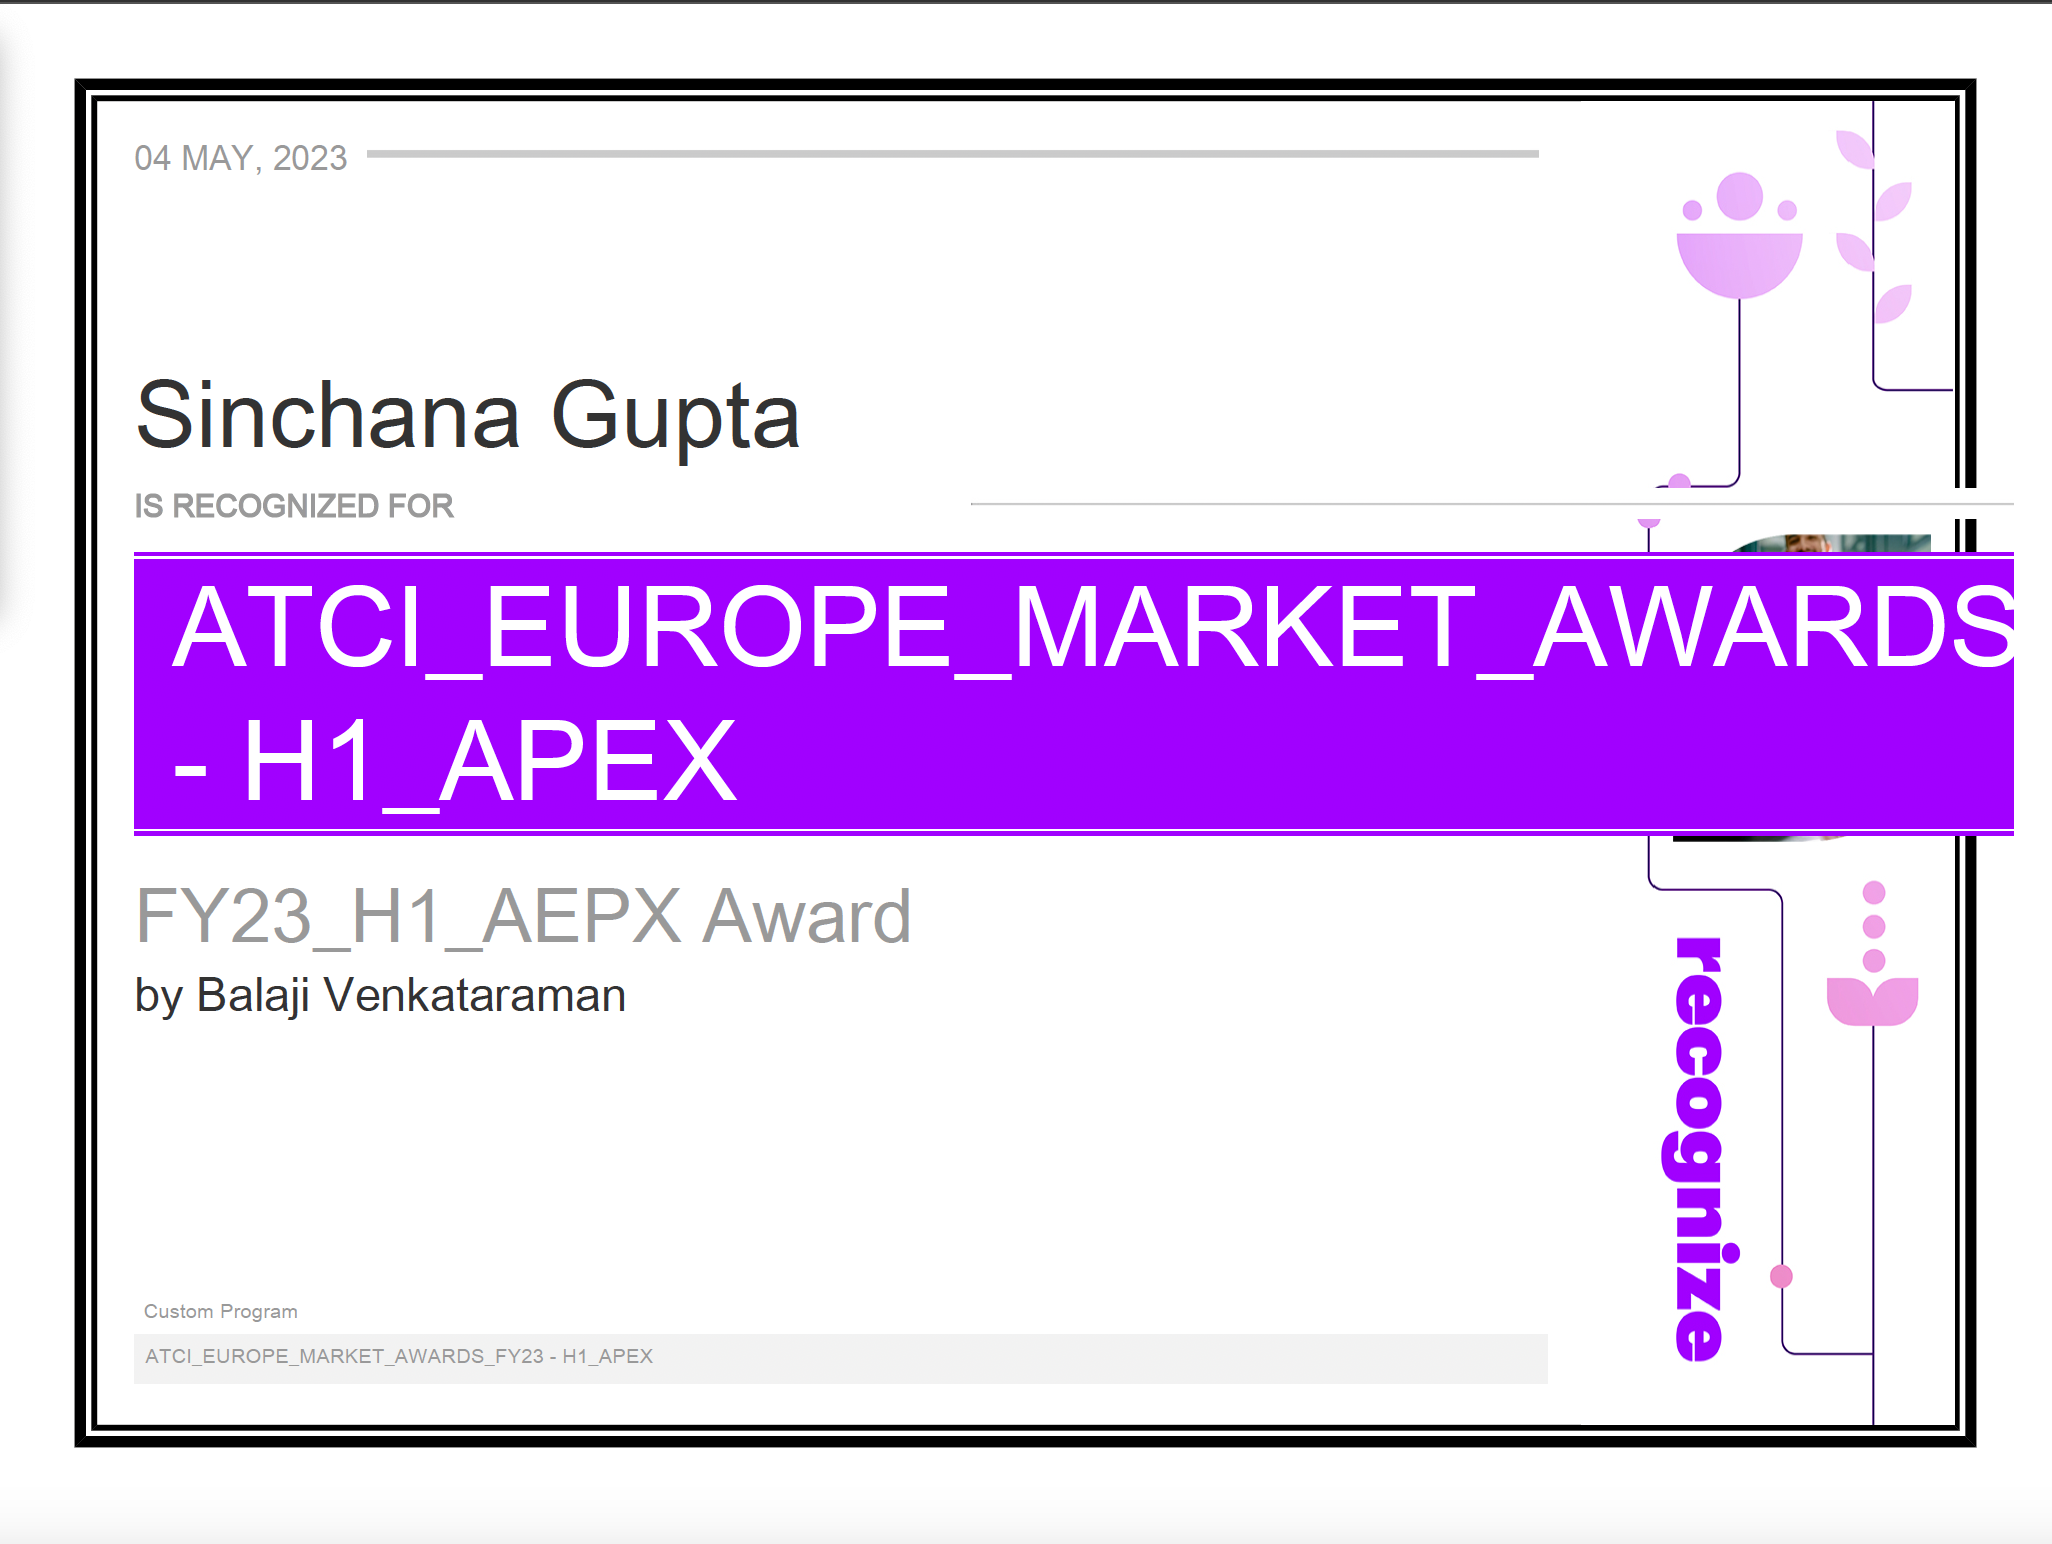 04 MAY, 2023
Sinchana Gupta
IS RECOGNIZED FOR
ATCI_EUROPE_MARKET_AWARDS
- H1_APEX
FY23_H1_AEPX Award
by Balaji Venkataraman
recognize
Custom Program
ATCI_EUROPE_MARKET_AWARDS_FY23 - H1_APEX